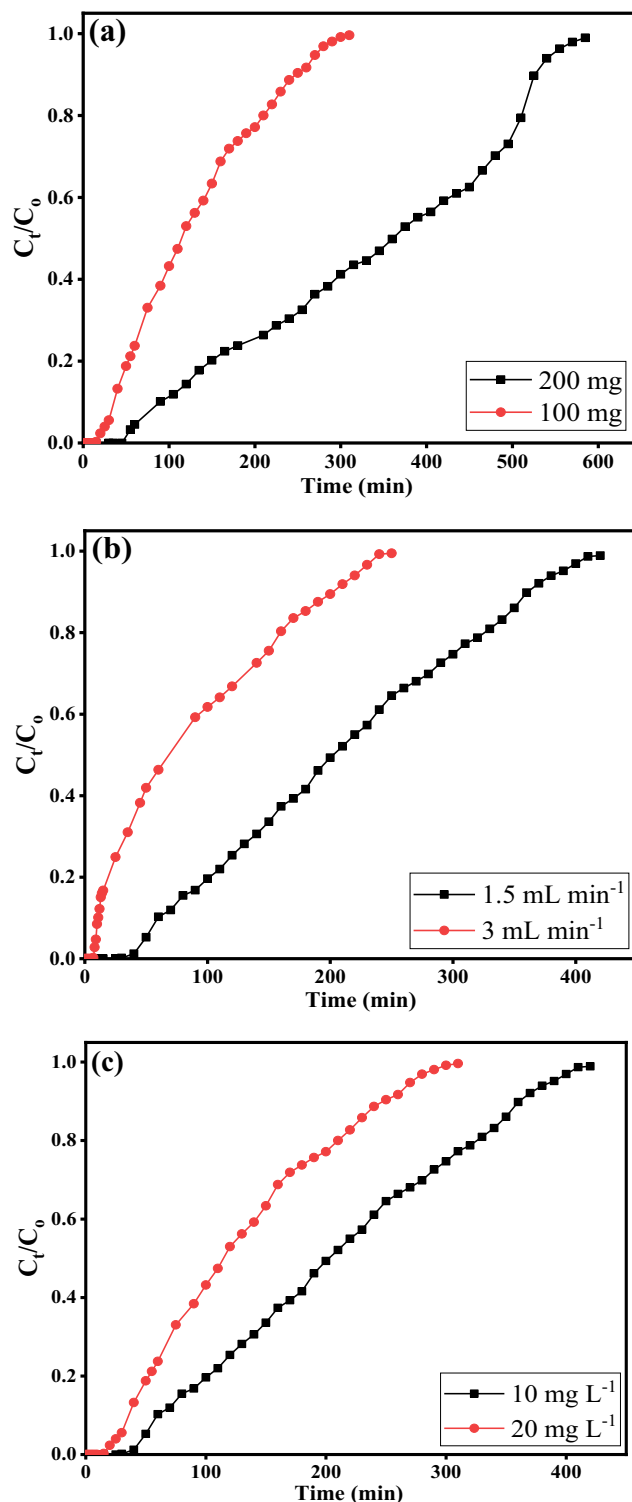 (a)
1.0
0.8
0.6
0.4
0.2
0.0
Cₜ/Cₒ
200 mg
100 mg
0 100 200 300 400 500 600
Time (min)
(b)
1.0
0.8
0.6
0.4
0.2
0.0
Cₜ/Cₒ
1.5 mL min⁻¹
3 mL min⁻¹
0 100 200 300 400
Time (min)
(c)
1.0
0.8
0.6
0.4
0.2
0.0
Cₜ/Cₒ
10 mg L⁻¹
20 mg L⁻¹
0 100 200 300 400
Time (min)